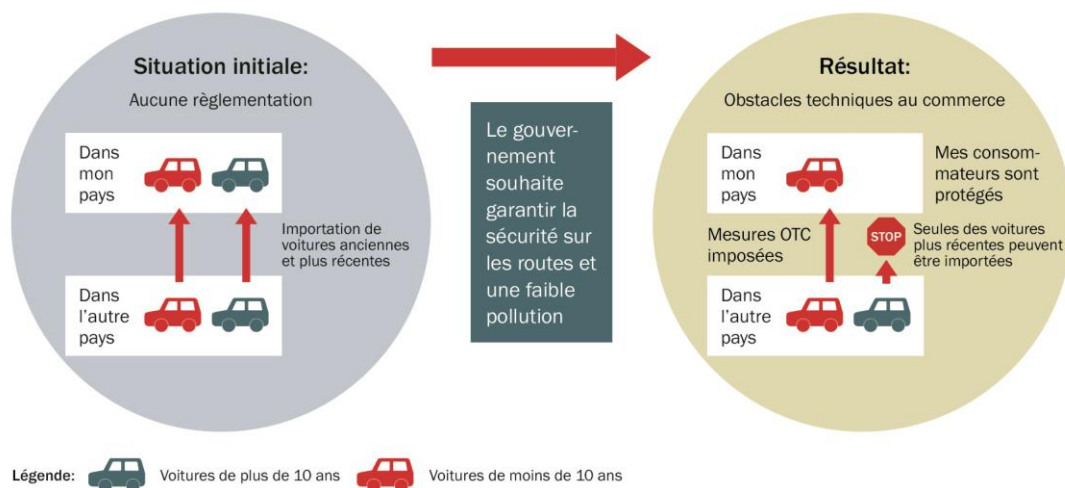 Situation initiale:
Aucune règlementation
Dans
mon
pays
Importation de
voitures anciennes
et plus récentes
Dans
l'autre
pays
Le gouver-
nement
souhaite
garantir la
sécurité sur
les routes et
une faible
pollution
Résultat:
Obstacles techniques au commerce
Dans
mon
pays
Mes consom-
mateurs sont
protégés
Mesures OTC
imposées
STOP
Seules des voitures
plus récentes peuvent
être importées
Dans
l'autre
pays
Légende: Voitures de plus de 10 ans Voitures de moins de 10 ans